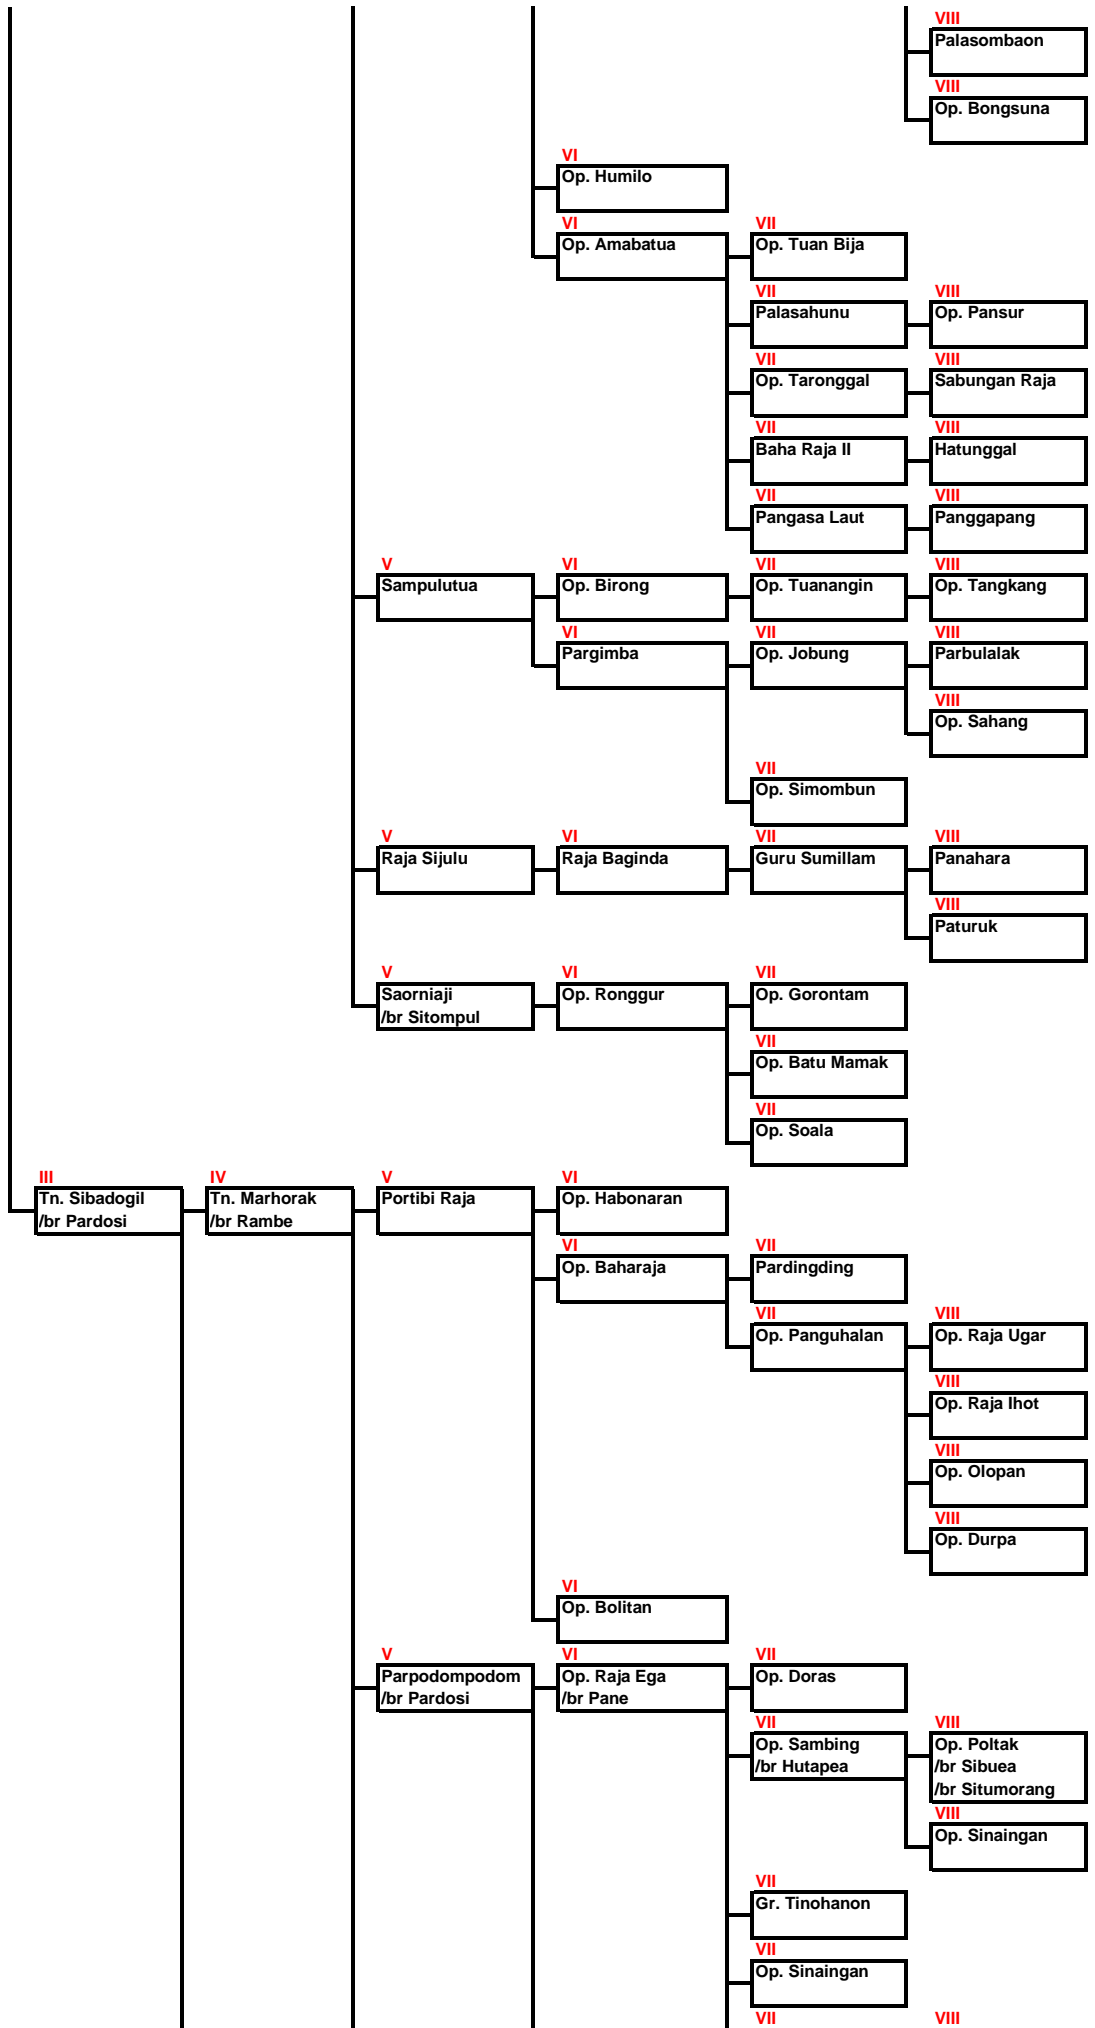 VIII
Palasombaon
VIII
Op. Bongsuna
VI
Op. Humilo
VI VII
Op. Amabatua Op. Tuan Bija
VII VIII
Palasahunu Op. Pansur
VII VIII
Op. Taronggal Sabungan Raja
VII VIII
Baha Raja II Hatunggal
VII VIII
Pangasa Laut Panggapang
V VI VII VIII
Sampulutua Op. Birong Op. Tuanangin Op. Tangkang
VI VII VIII
Pargimba Op. Jobung Parbulalak
VIII
Op. Sahang
VII
Op. Simombun
V VI VII VIII
Raja Sijulu Raja Baginda Guru Sumillam Panahara
VIII
Paturuk
V VI VII
Saorniaji Op. Ronggur Op. Gorontam
/br Sitompul
VII
Op. Batu Mamak
VII
Op. Soala
III IV V VI
Tn. Sibadogil Tn. Marhorak Portibi Raja Op. Habonaran
/br Pardosi /br Rambe
VI VII
Op. Baharaja Pardingding
VII VIII
Op. Panguhalan Op. Raja Ugar
VIII
Op. Raja Ihot
VIII
Op. Olopan
VIII
Op. Durpa
VI
Op. Bolitan
V VI VII
Parpodompodom Op. Raja Ega Op. Doras
/br Pardosi /br Pane
VII VIII
Op. Sambing Op. Poltak
/br Hutapea /br Sibuea
/br Situmorang
VIII
Op. Sinaingan
VII
Gr. Tinohanon
VII
Op. Sinaingan
VII VIII